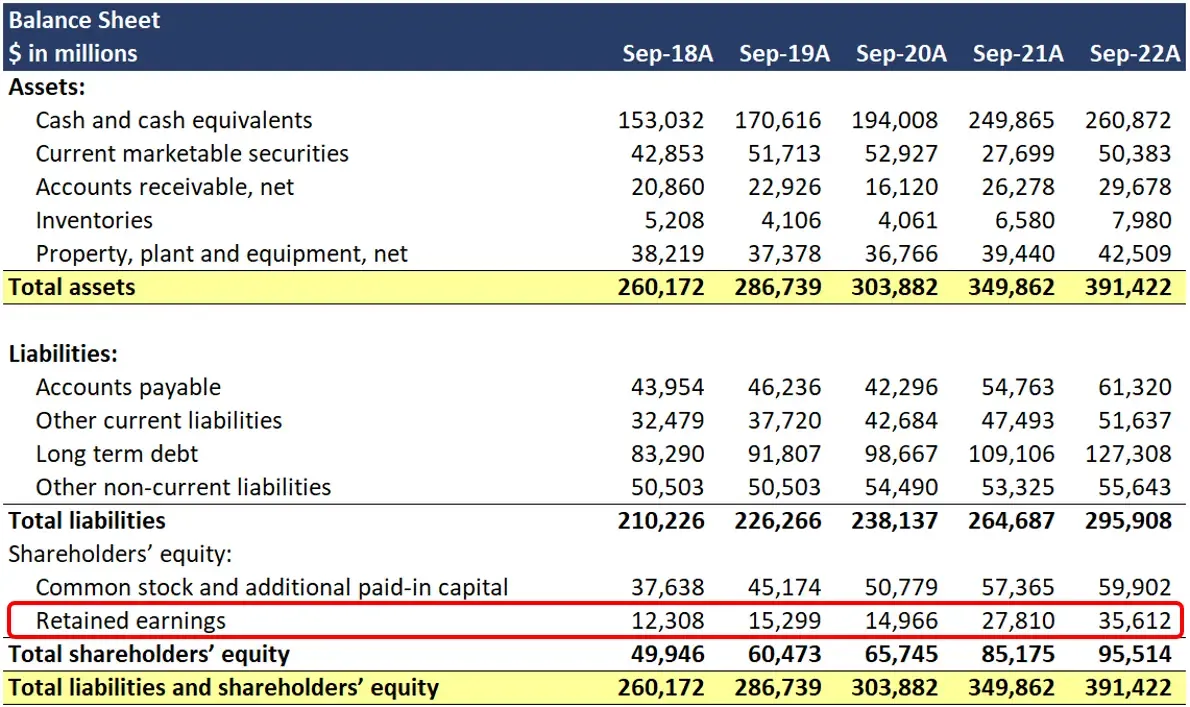 Balance Sheet
$ in millions Sep-18A Sep-19A Sep-20A Sep-21A Sep-22A
Assets:
Cash and cash equivalents 153,032 170,616 194,008 249,865 260,872
Current marketable securities 42,853 51,713 52,927 27,699 50,383
Accounts receivable, net 20,860 22,926 16,120 26,278 29,678
Inventories 5,208 4,106 4,061 6,580 7,980
Property, plant and equipment, net 38,219 37,378 36,766 39,440 42,509
Total assets 260,172 286,739 303,882 349,862 391,422
Liabilities:
Accounts payable 43,954 46,236 42,296 54,763 61,320
Other current liabilities 32,479 37,720 42,684 47,493 51,637
Long term debt 83,290 91,807 98,667 109,106 127,308
Other non-current liabilities 50,503 50,503 54,490 53,325 55,643
Total liabilities 210,226 226,266 238,137 264,687 295,908
Shareholders’ equity:
Common stock and additional paid-in capital 37,638 45,174 50,779 57,365 59,902
Retained earnings 12,308 15,299 14,966 27,810 35,612
Total shareholders’ equity 49,946 60,473 65,745 85,175 95,514
Total liabilities and shareholders’ equity 260,172 286,739 303,882 349,862 391,422